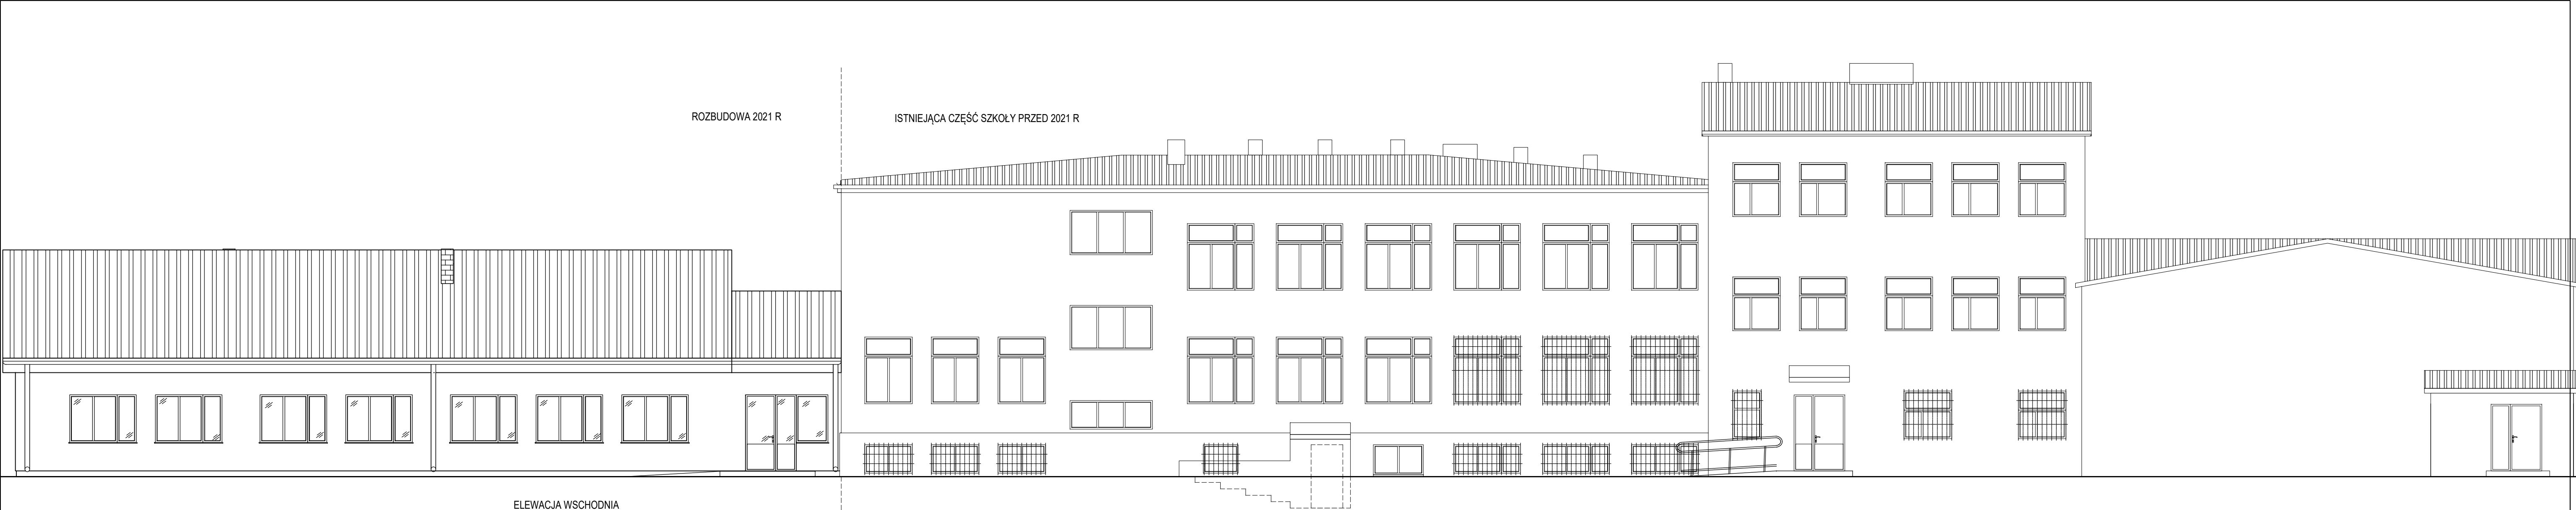 ROZBUDOWA 2021 R
ISTNIEJĄCA CZĘŚĆ SZKOŁY PRZED 2021 R
ELEWACJA WSCHODNIA